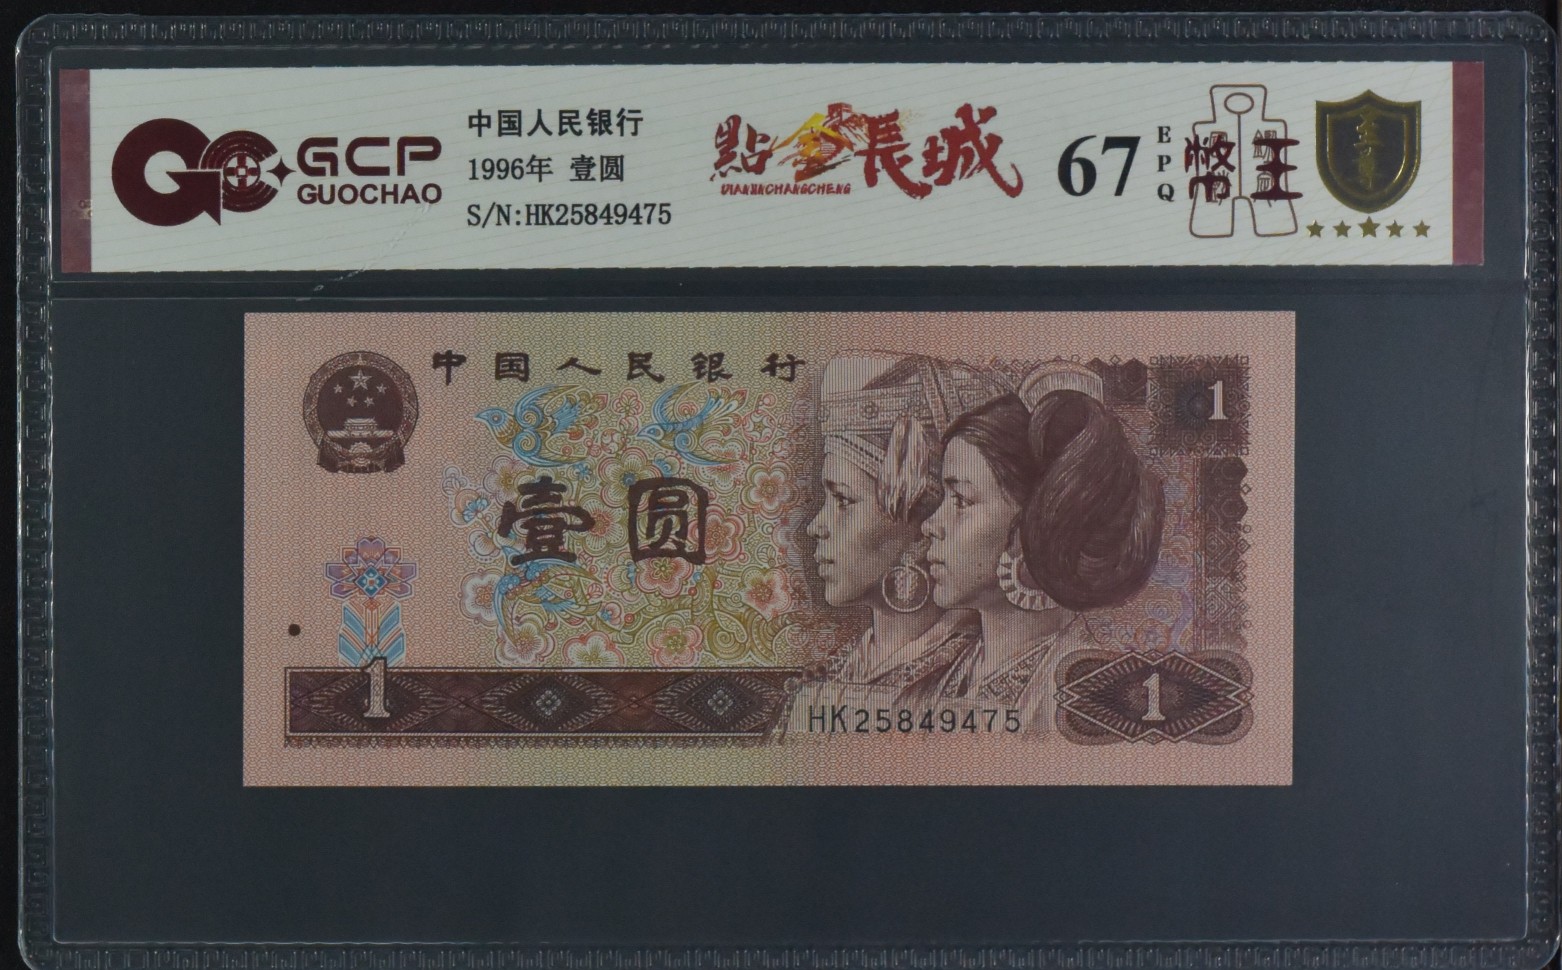 GCP
GUOCHAO
中国人民银行
1996年 壹圆
S/N:HK25849475
點金長城
DIANJINCHANGCHENG
67
EPQ
幣王
中国人民银行
1
壹圆
1
HK25849475
1